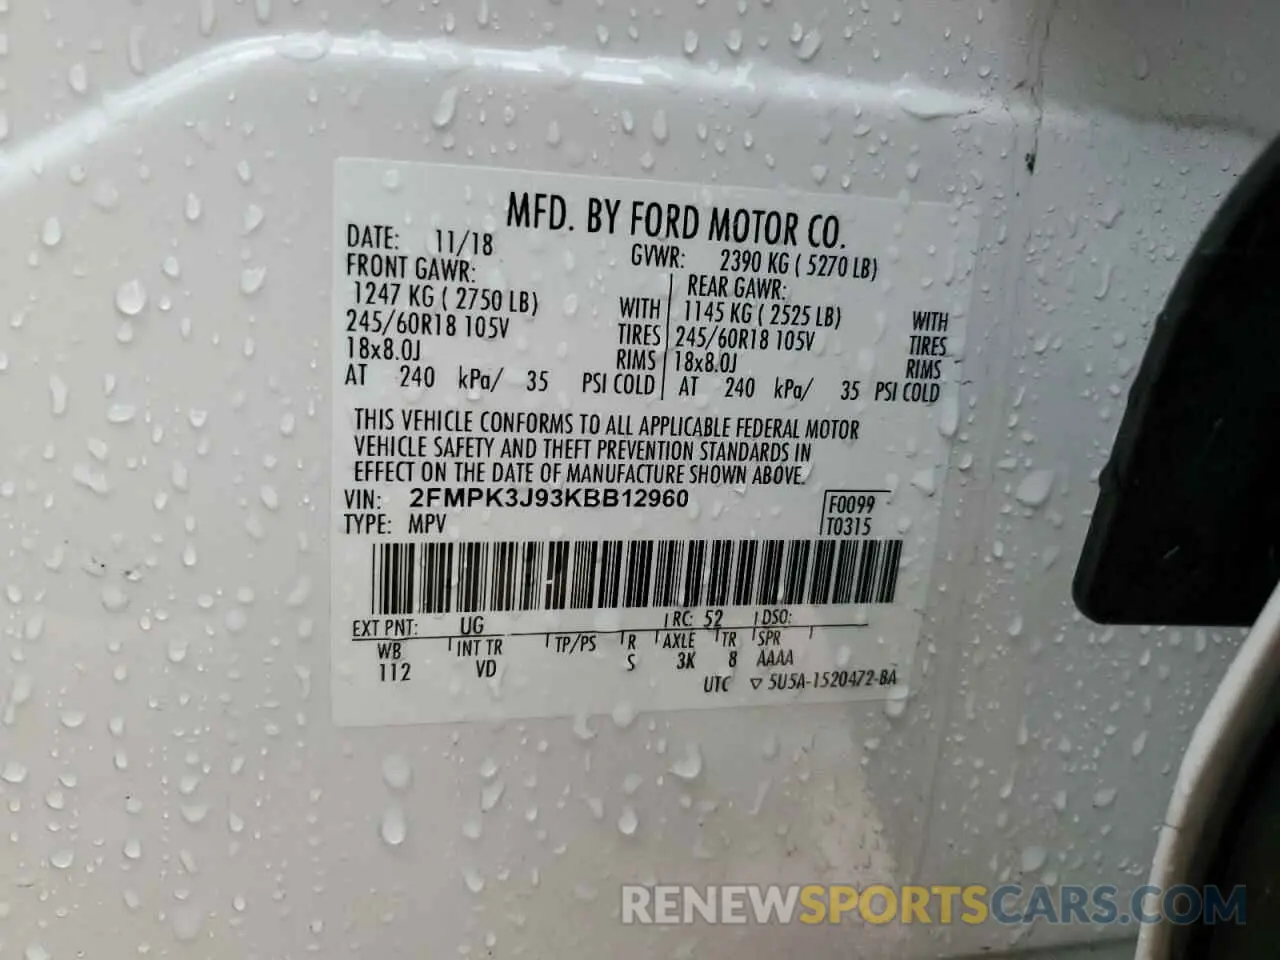 MFD. BY FORD MOTOR CO.
DATE: 11/18 GVWR: 2390 KG ( 5270 LB)
FRONT GAWR: REAR GAWR:
1247 KG ( 2750 LB) WITH 1145 KG ( 2525 LB) WITH
245/60R18 105V TIRES 245/60R18 105V TIRES
18x8.0J RIMS 18x8.0J RIMS
AT 240 kPa/ 35 PSI COLD AT 240 kPa/ 35 PSI COLD
THIS VEHICLE CONFORMS TO ALL APPLICABLE FEDERAL MOTOR
VEHICLE SAFETY AND THEFT PREVENTION STANDARDS IN
EFFECT ON THE DATE OF MANUFACTURE SHOWN ABOVE.
VIN: 2FMPK3J93KBB12960 F0099
TYPE: MPV T0315
EXT PNT: UG RC: 52 DSO:
WB INT TR TP/PS R AXLE TR SPR
112 VD S 3K 8 AAAA
UTC ▽ 5U5A-1520472-BA
RENEWSPORTSCARS.COM